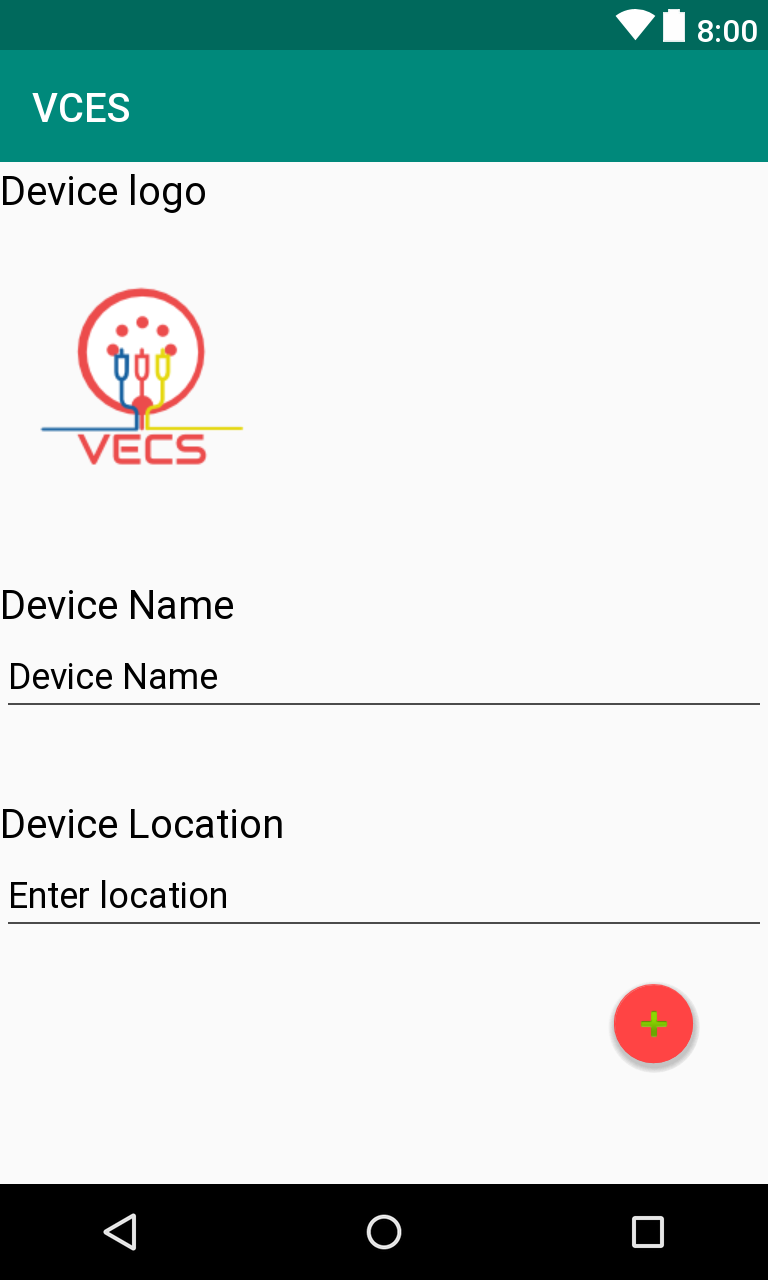 8:00
VCES
Device logo
VECS
Device Name
Device Name
Device Location
Enter location